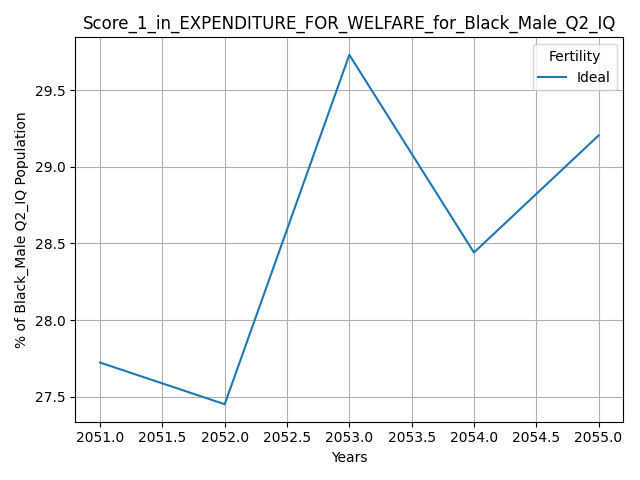 Score_1_in_EXPENDITURE_FOR_WELFARE_for_Black_Male_Q2_IQ
Fertility
Ideal
% of Black_Male Q2_IQ Population
29.5
29.0
28.5
28.0
27.5
2051.0 2051.5 2052.0 2052.5 2053.0 2053.5 2054.0 2054.5 2055.0
Years